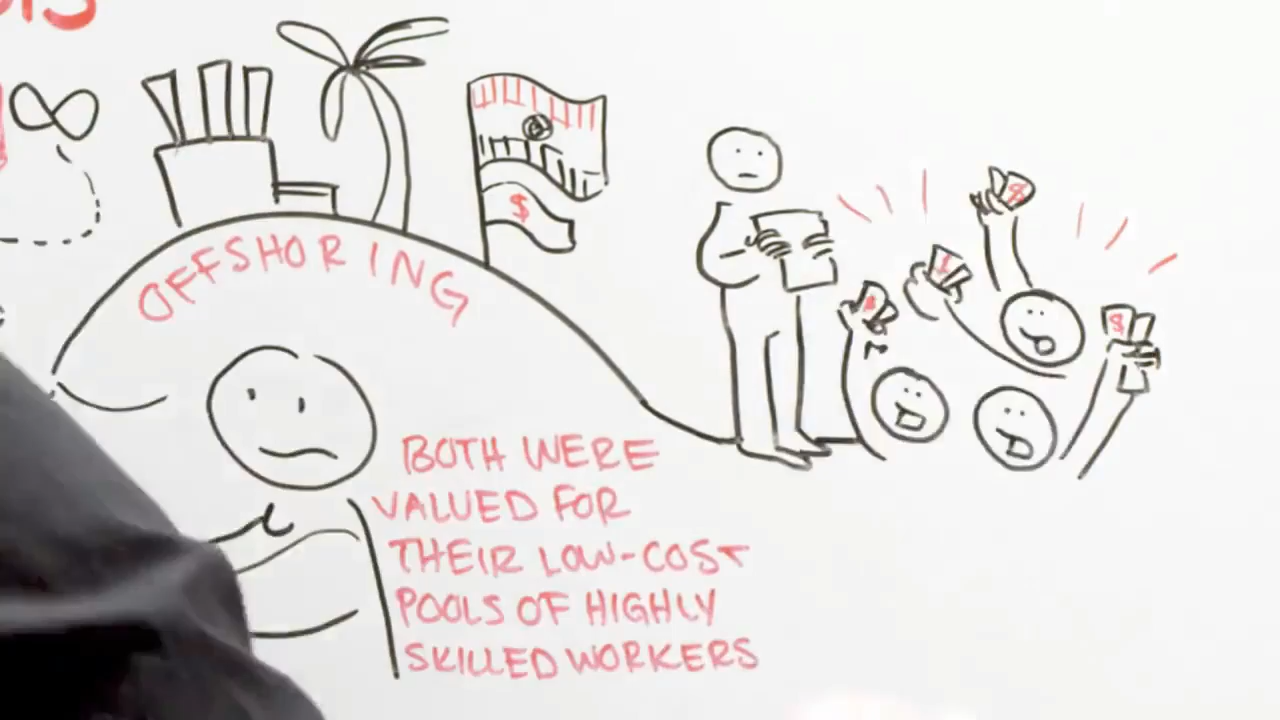 OFFSHORING
$
$
$
$
BOTH WERE
VALUED FOR
THEIR LOW-COST
POOLS OF HIGHLY
SKILLED WORKERS